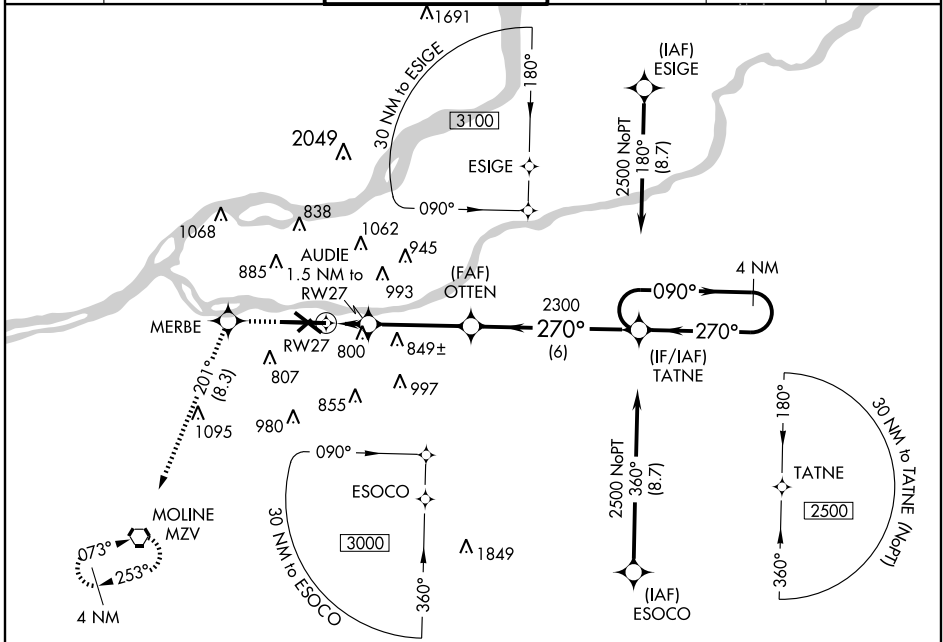 1691
30 NM to ESIGE
180°
3100
ESIGE
090°
(IAF)
ESIGE
2500 NoPT
180°
(8.7)
2049
1068
838
1062
945
885
AUDIE
1.5 NM to
RW27
993
(FAF)
OTTEN
2300
270°
(6)
4 NM
090°
270°
(IF/IAF)
TATNE
MERBE
RW27
800
849±
807
997
855
980
1095
201°
(8.3)
MOLINE
MZV
073°
253°
4 NM
090°
ESOCO
30 NM to ESOCO
3000
360°
1849
2500 NoPT
360°
(8.7)
(IAF)
ESOCO
180°
TATNE
2500
360°
30 NM to TATNE (NoPT)